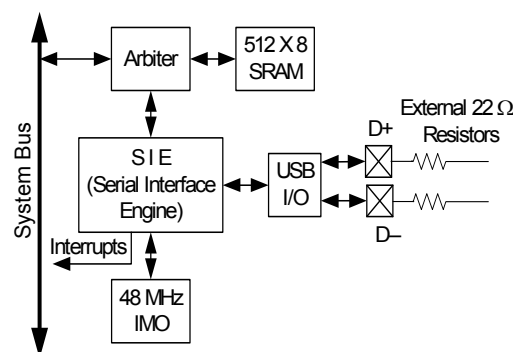 System Bus
Arbiter
512 X 8
SRAM
External 22 Ω
Resistors
D+
S I E
(Serial Interface
Engine)
USB
I/O
D–
Interrupts
48 MHz
IMO